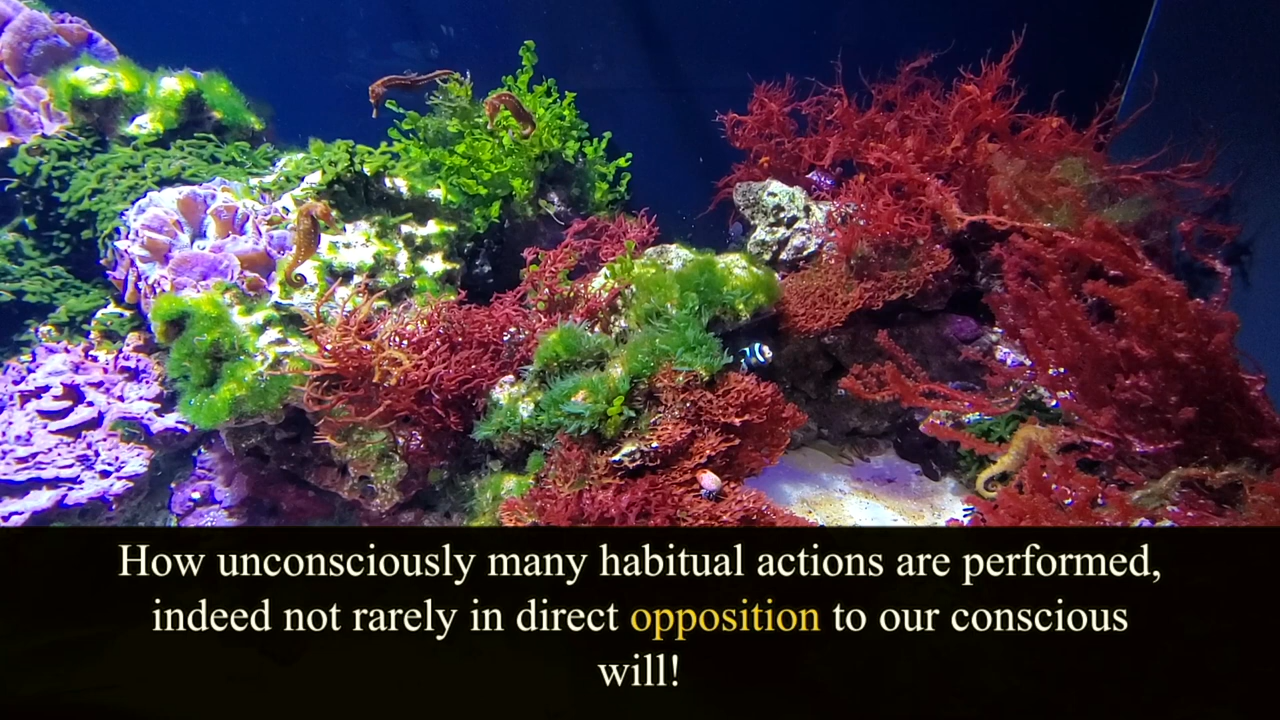 How unconsciously many habitual actions are performed,
indeed not rarely in direct opposition to our conscious
will!